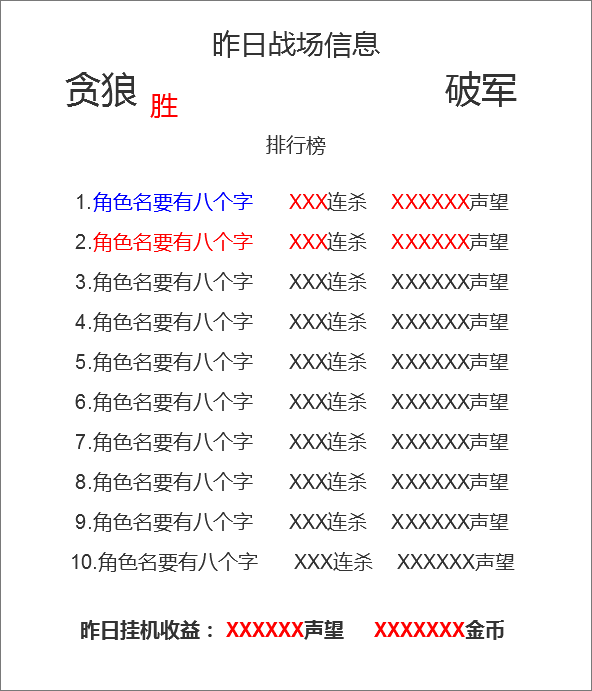 昨日战场信息
贪狼 胜 破军
排行榜
1.角色名要有八个字 XXX连杀 XXXXXX声望
2.角色名要有八个字 XXX连杀 XXXXXX声望
3.角色名要有八个字 XXX连杀 XXXXXX声望
4.角色名要有八个字 XXX连杀 XXXXXX声望
5.角色名要有八个字 XXX连杀 XXXXXX声望
6.角色名要有八个字 XXX连杀 XXXXXX声望
7.角色名要有八个字 XXX连杀 XXXXXX声望
8.角色名要有八个字 XXX连杀 XXXXXX声望
9.角色名要有八个字 XXX连杀 XXXXXX声望
10.角色名要有八个字 XXX连杀 XXXXXX声望
昨日挂机收益： XXXXXX声望 XXXXXXX金币